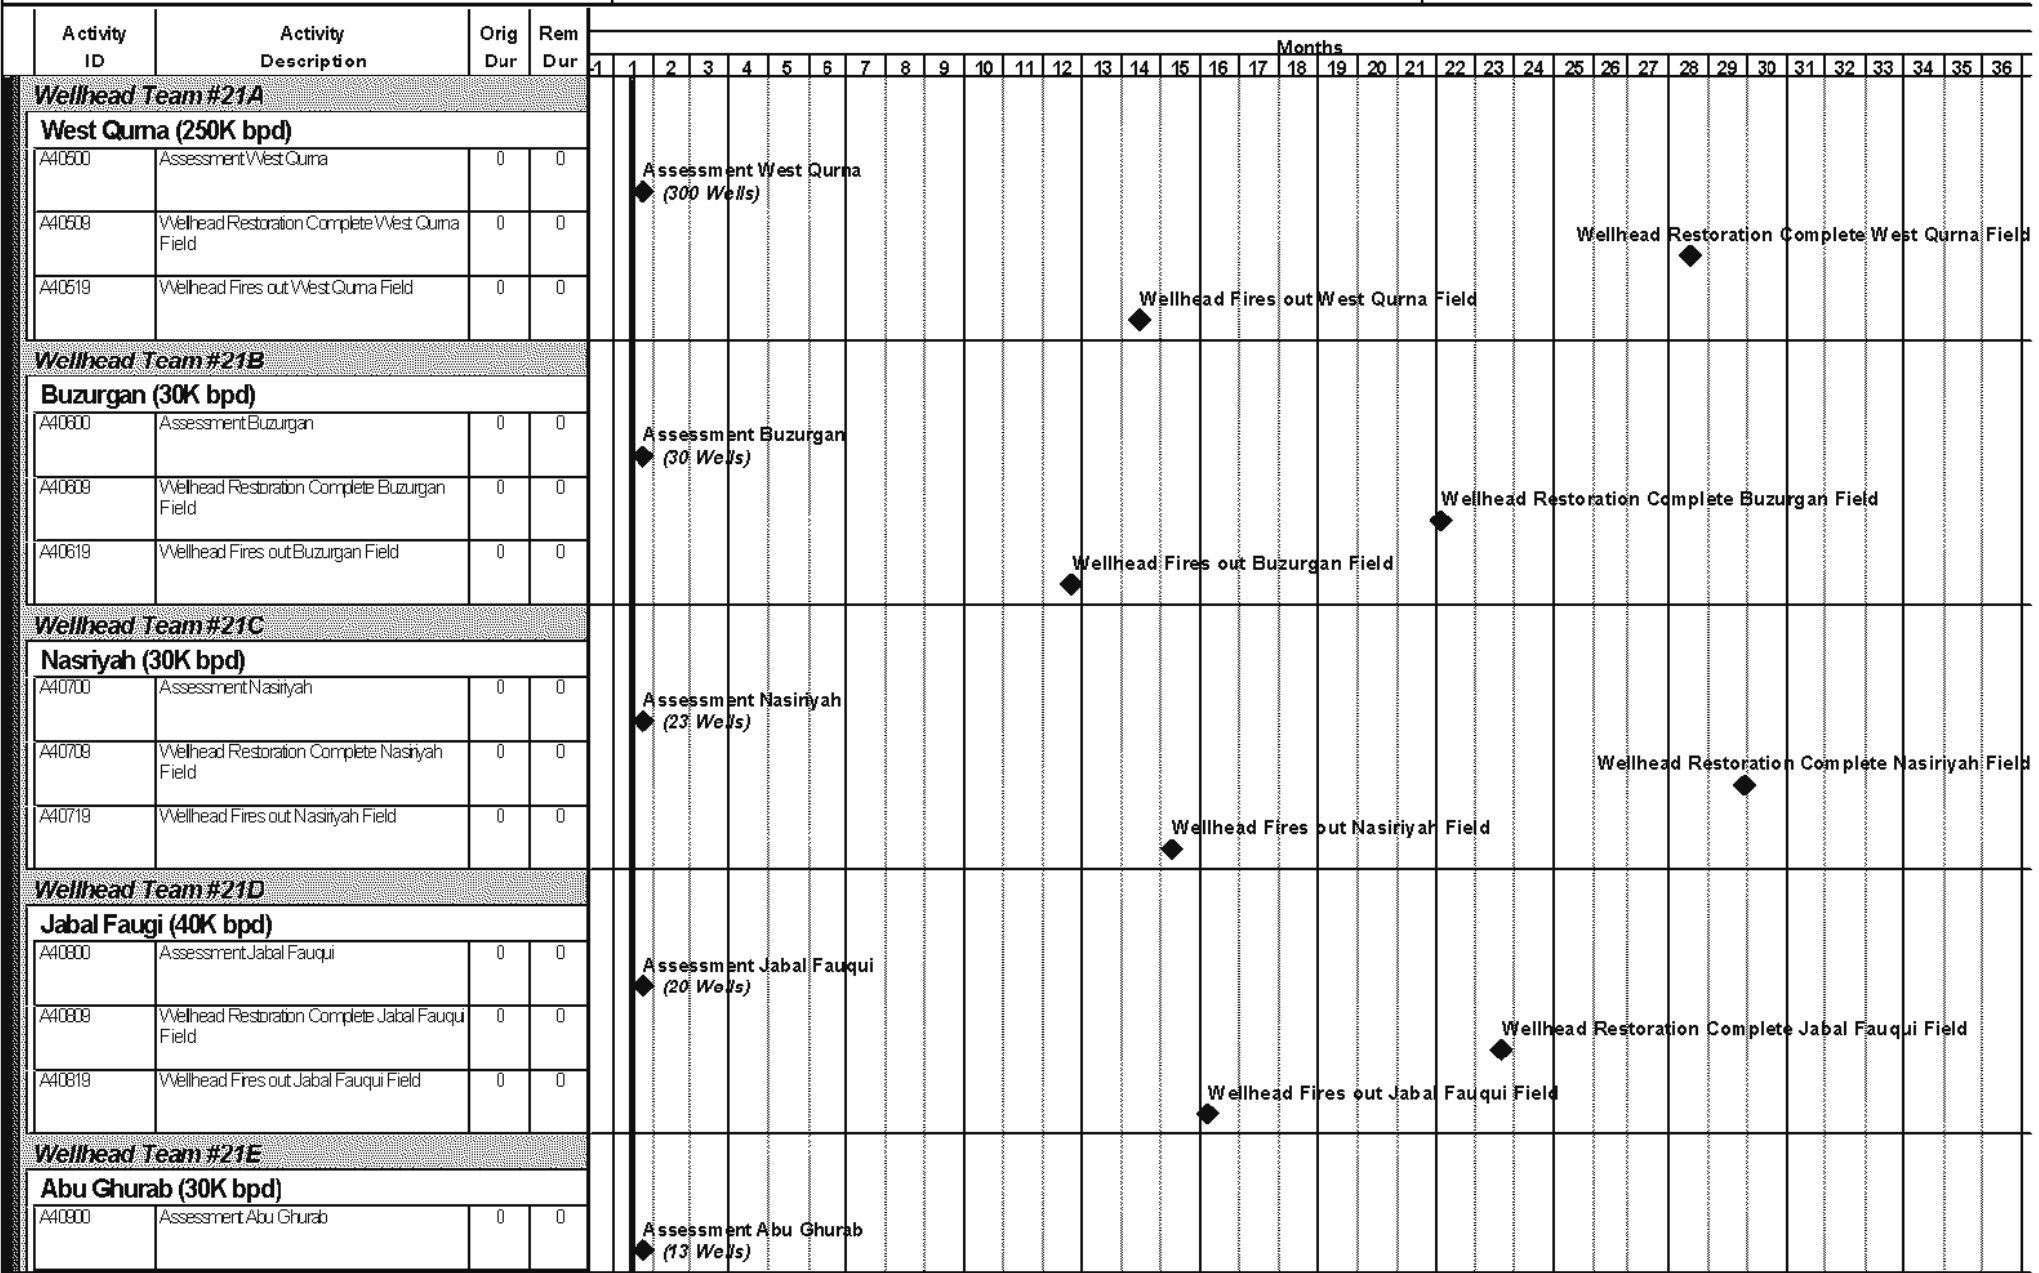 Activity ID Activity Description Orig Dur Rem Dur
Months
-1 1 2 3 4 5 6 7 8 9 10 11 12 13 14 15 16 17 18 19 20 21 22 23 24 25 26 27 28 29 30 31 32 33 34 35 36
Wellhead Team #21A
West Qurna (250K bpd)
A40500 Assessment West Qurna 0 0
Assessment West Qurna
(300 Wells)
A40509 Wellhead Restoration Complete West Qurna Field 0 0
Wellhead Restoration Complete West Qurna Field
A40519 Wellhead Fires out West Qurna Field 0 0
Wellhead Fires out West Qurna Field
Wellhead Team #21B
Buzurgan (30K bpd)
A40600 Assessment Buzurgan 0 0
Assessment Buzurgan
(30 Wells)
A40609 Wellhead Restoration Complete Buzurgan Field 0 0
Wellhead Restoration Complete Buzurgan Field
A40619 Wellhead Fires out Buzurgan Field 0 0
Wellhead Fires out Buzurgan Field
Wellhead Team #21C
Nasriyah (30K bpd)
A40700 Assessment Nasiriyah 0 0
Assessment Nasiriyah
(23 Wells)
A40709 Wellhead Restoration Complete Nasiriyah Field 0 0
Wellhead Restoration Complete Nasiriyah Field
A40719 Wellhead Fires out Nasiriyah Field 0 0
Wellhead Fires out Nasiriyah Field
Wellhead Team #21D
Jabal Faugi (40K bpd)
A40800 Assessment Jabal Fauqui 0 0
Assessment Jabal Fauqui
(20 Wells)
A40809 Wellhead Restoration Complete Jabal Fauqui Field 0 0
Wellhead Restoration Complete Jabal Fauqui Field
A40819 Wellhead Fires out Jabal Fauqui Field 0 0
Wellhead Fires out Jabal Fauqui Field
Wellhead Team #21E
Abu Ghurab (30K bpd)
A40900 Assessment Abu Ghurab 0 0
Assessment Abu Ghurab
(13 Wells)